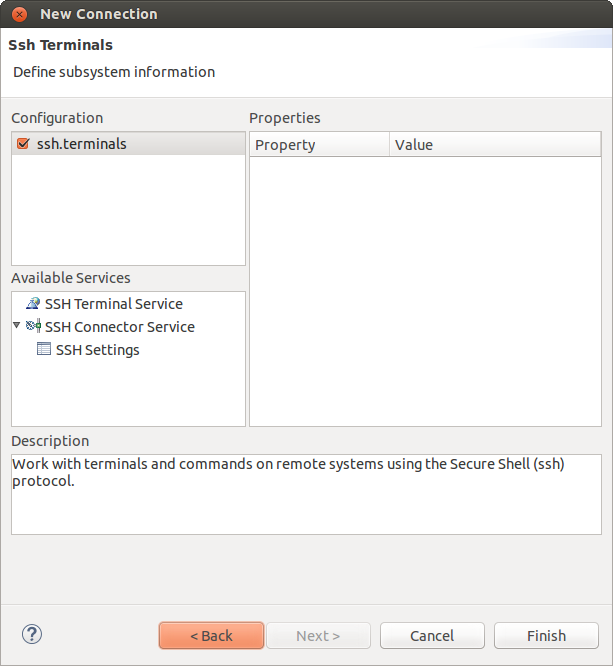 New Connection
Ssh Terminals
Define subsystem information
Configuration
Properties
ssh.terminals
Property Value
Available Services
SSH Terminal Service
SSH Connector Service
SSH Settings
Description
Work with terminals and commands on remote systems using the Secure Shell (ssh)
protocol.
? < Back Next > Cancel Finish